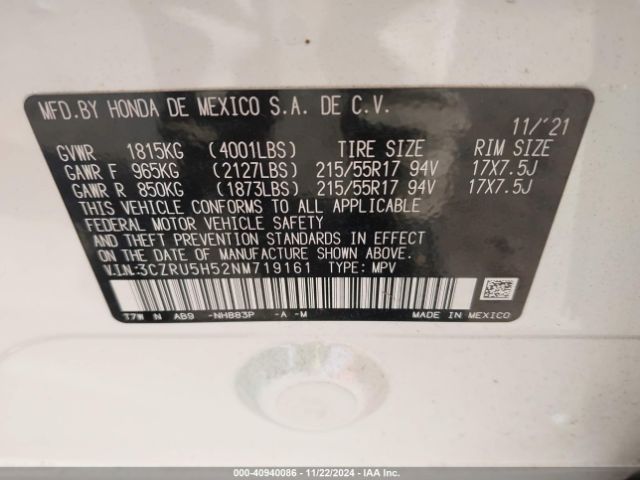 MFD.BY HONDA DE MEXICO S.A. DE C.V.
11/'21
GVWR 1815KG (4001LBS) TIRE SIZE RIM SIZE
GAWR F 965KG (2127LBS) 215/55R17 94V 17X7.5J
GAWR R 850KG (1873LBS) 215/55R17 94V 17X7.5J
THIS VEHICLE CONFORMS TO ALL APPLICABLE
FEDERAL MOTOR VEHICLE SAFETY
AND THEFT PREVENTION STANDARDS IN EFFECT
ON THE DATE OF MANUFACTURE SHOWN ABOVE.
V.I.N.:3CZRU5H52NM719161 TYPE: MPV
T7W N AB9 -NH883P -A -M
MADE IN MEXICO
000-40940086 - 11/22/2024 - IAA Inc.